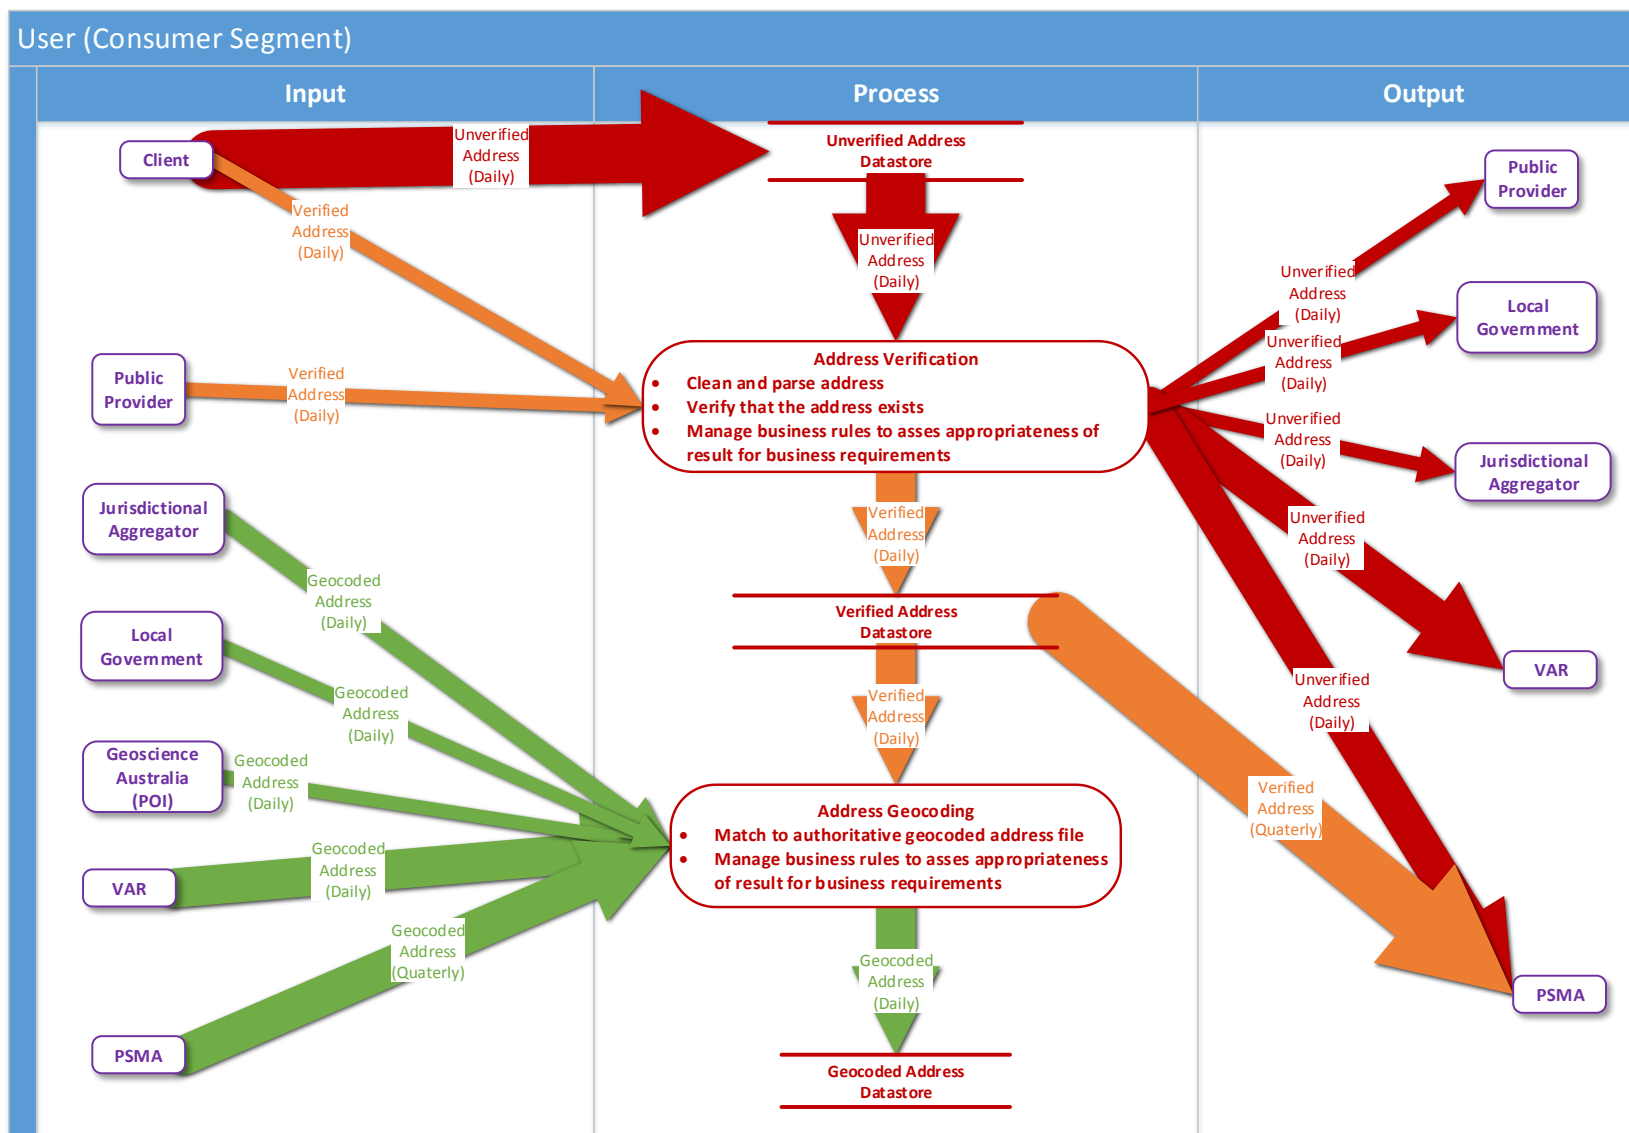 User (Consumer Segment)
Input
Process
Output
Client
Unverified
Address
(Daily)
Unverified Address
Datastore
Public
Provider
Verified
Address
(Daily)
Unverified
Address
(Daily)
Unverified
Address
(Daily)
Local
Government
Unverified
Address
(Daily)
Public
Provider
Verified
Address
(Daily)
Address Verification
• Clean and parse address
• Verify that the address exists
• Manage business rules to asses appropriateness of
result for business requirements
Unverified
Address
(Daily)
Jurisdictional
Aggregator
Jurisdictional
Aggregator
Verified
Address
(Daily)
Unverified
Address
(Daily)
Geocoded
Address
(Daily)
Verified Address
Datastore
Local
Government
VAR
Geocoded
Address
(Daily)
Verified
Address
(Daily)
Unverified
Address
(Daily)
Geoscience
Australia
(POI)
Geocoded
Address
(Daily)
Verified
Address
(Quaterly)
Address Geocoding
• Match to authoritative geocoded address file
• Manage business rules to asses appropriateness
of result for business requirements
VAR
Geocoded
Address
(Daily)
Geocoded
Address
(Quaterly)
Geocoded
Address
(Daily)
PSMA
PSMA
Geocoded Address
Datastore